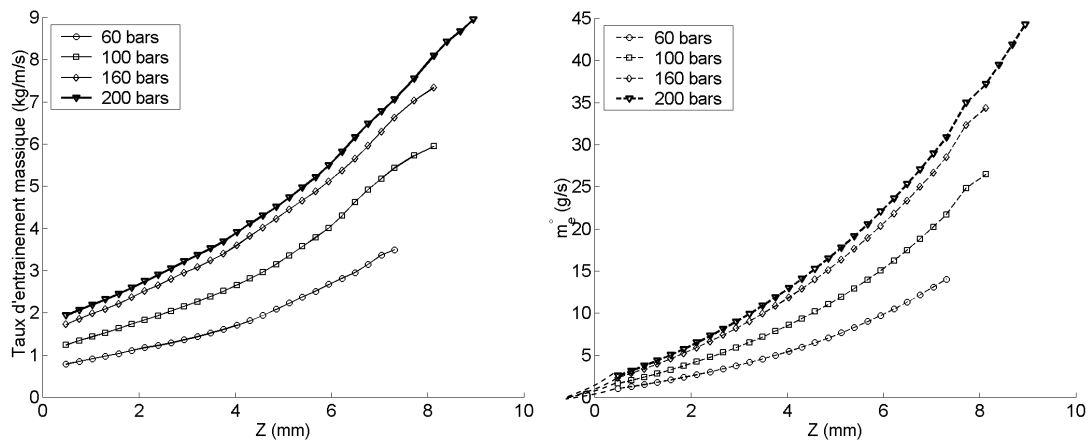 Taux d'entrainement massique (kg/m/s)
9
8
7
6
5
4
3
2
1
0
60 bars
100 bars
160 bars
200 bars
0 2 4 6 8 10
Z (mm)
m°e (g/s)
45
40
35
30
25
20
15
10
5
0
60 bars
100 bars
160 bars
200 bars
0 2 4 6 8 10
Z (mm)